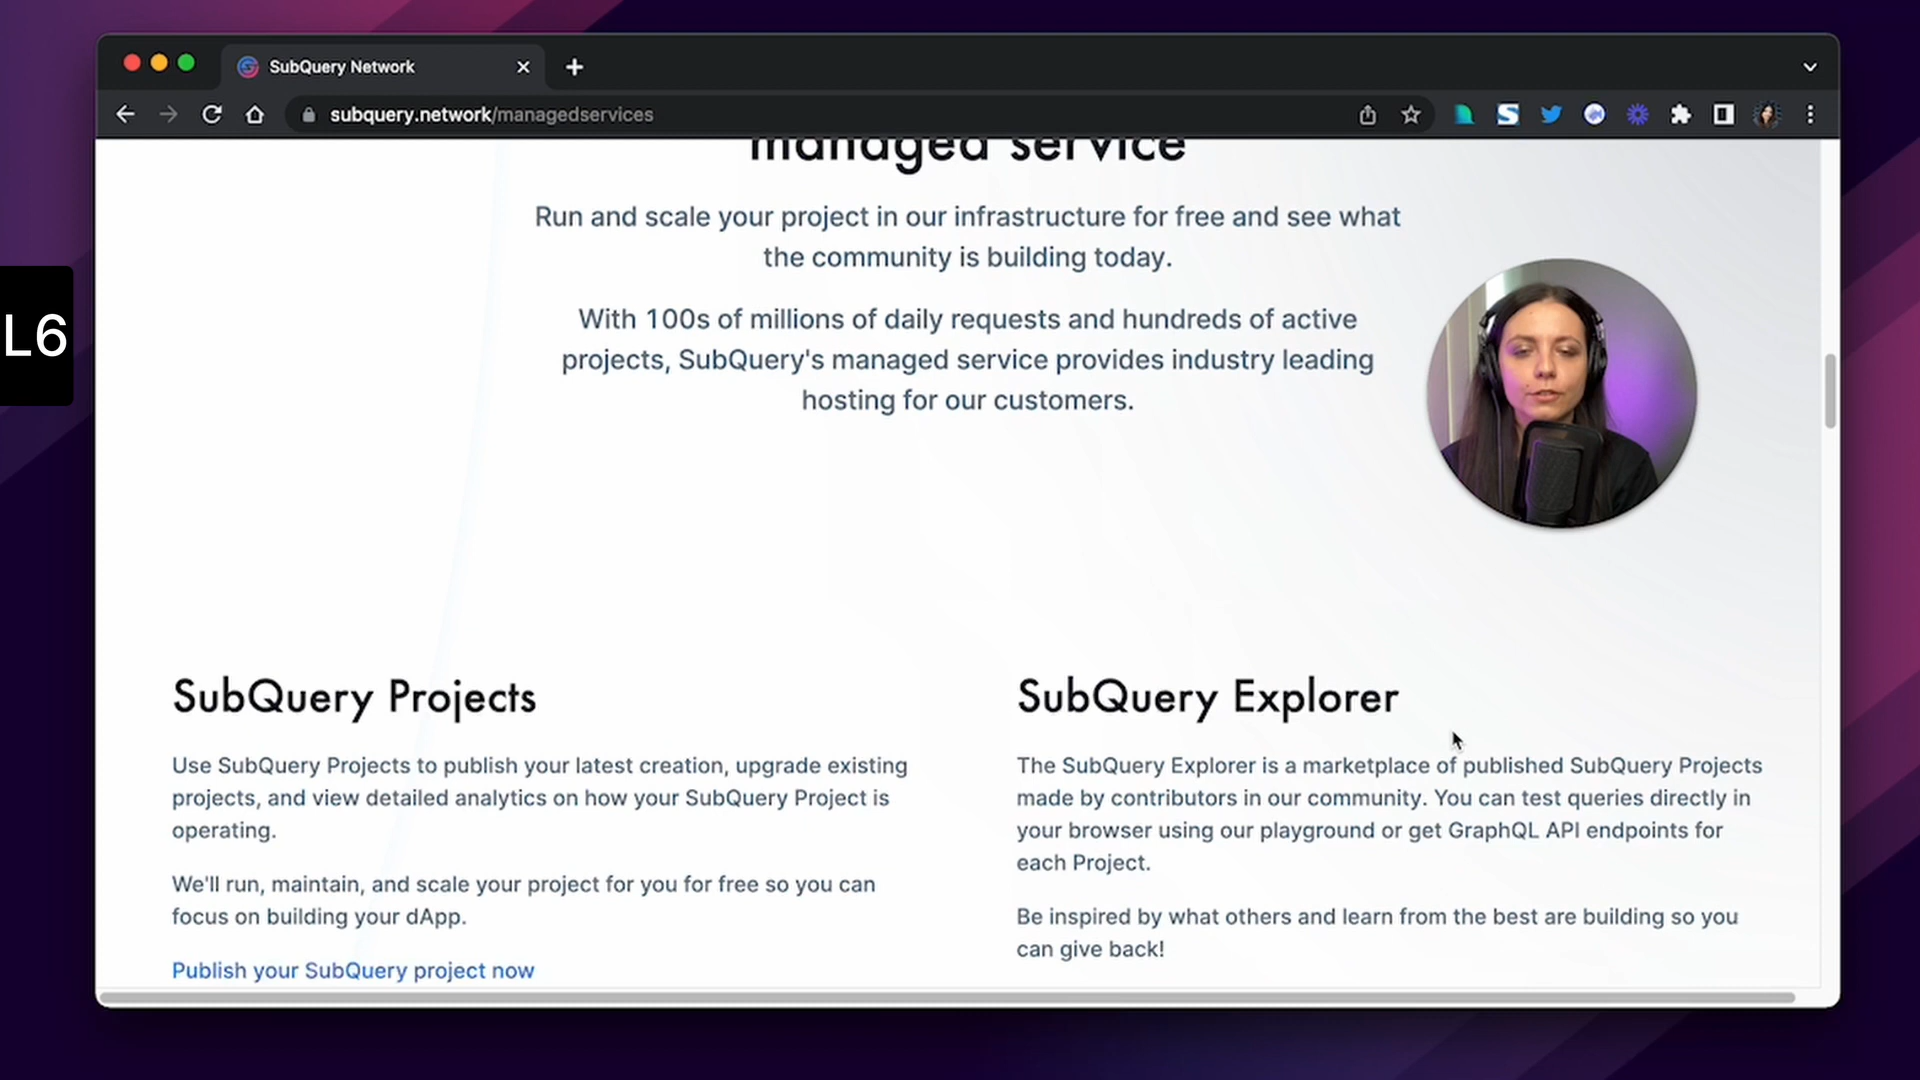 SubQuery Network
subquery.network/managedservices
managed service
Run and scale your project in our infrastructure for free and see what
the community is building today.
L6
With 100s of millions of daily requests and hundreds of active
projects, SubQuery's managed service provides industry leading
hosting for our customers.
SubQuery Projects
Use SubQuery Projects to publish your latest creation, upgrade existing
projects, and view detailed analytics on how your SubQuery Project is
operating.
We'll run, maintain, and scale your project for you for free so you can
focus on building your dApp.
Publish your SubQuery project now
SubQuery Explorer
The SubQuery Explorer is a marketplace of published SubQuery Projects
made by contributors in our community. You can test queries directly in
your browser using our playground or get GraphQL API endpoints for
each Project.
Be inspired by what others and learn from the best are building so you
can give back!